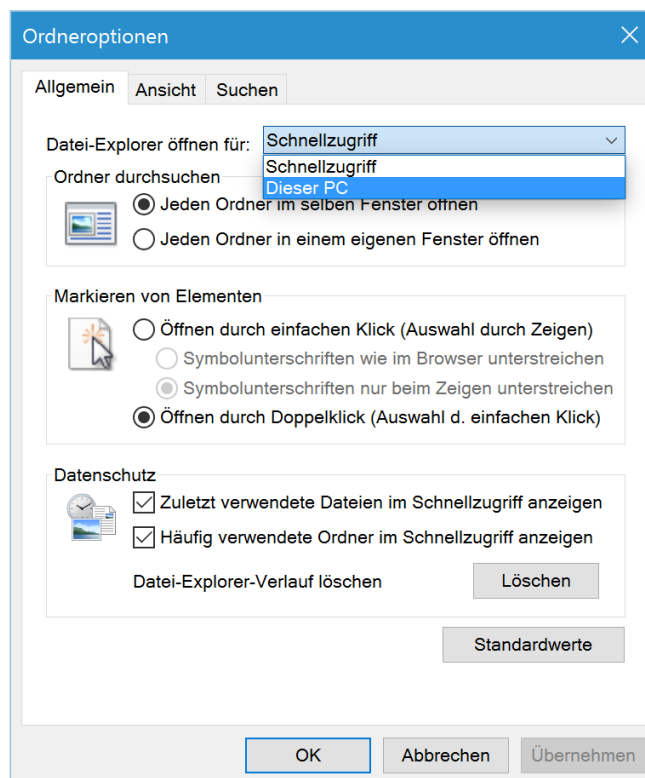 Ordneroptionen
Allgemein Ansicht Suchen
Datei-Explorer öffnen für: Schnellzugriff
Schnellzugriff
Dieser PC
Ordner durchsuchen
Jeden Ordner im selben Fenster öffnen
Jeden Ordner in einem eigenen Fenster öffnen
Markieren von Elementen
Öffnen durch einfachen Klick (Auswahl durch Zeigen)
Symbolunterschriften wie im Browser unterstreichen
Symbolunterschriften nur beim Zeigen unterstreichen
Öffnen durch Doppelklick (Auswahl d. einfachen Klick)
Datenschutz
Zuletzt verwendete Dateien im Schnellzugriff anzeigen
Häufig verwendete Ordner im Schnellzugriff anzeigen
Datei-Explorer-Verlauf löschen Löschen
Standardwerte
OK Abbrechen Übernehmen